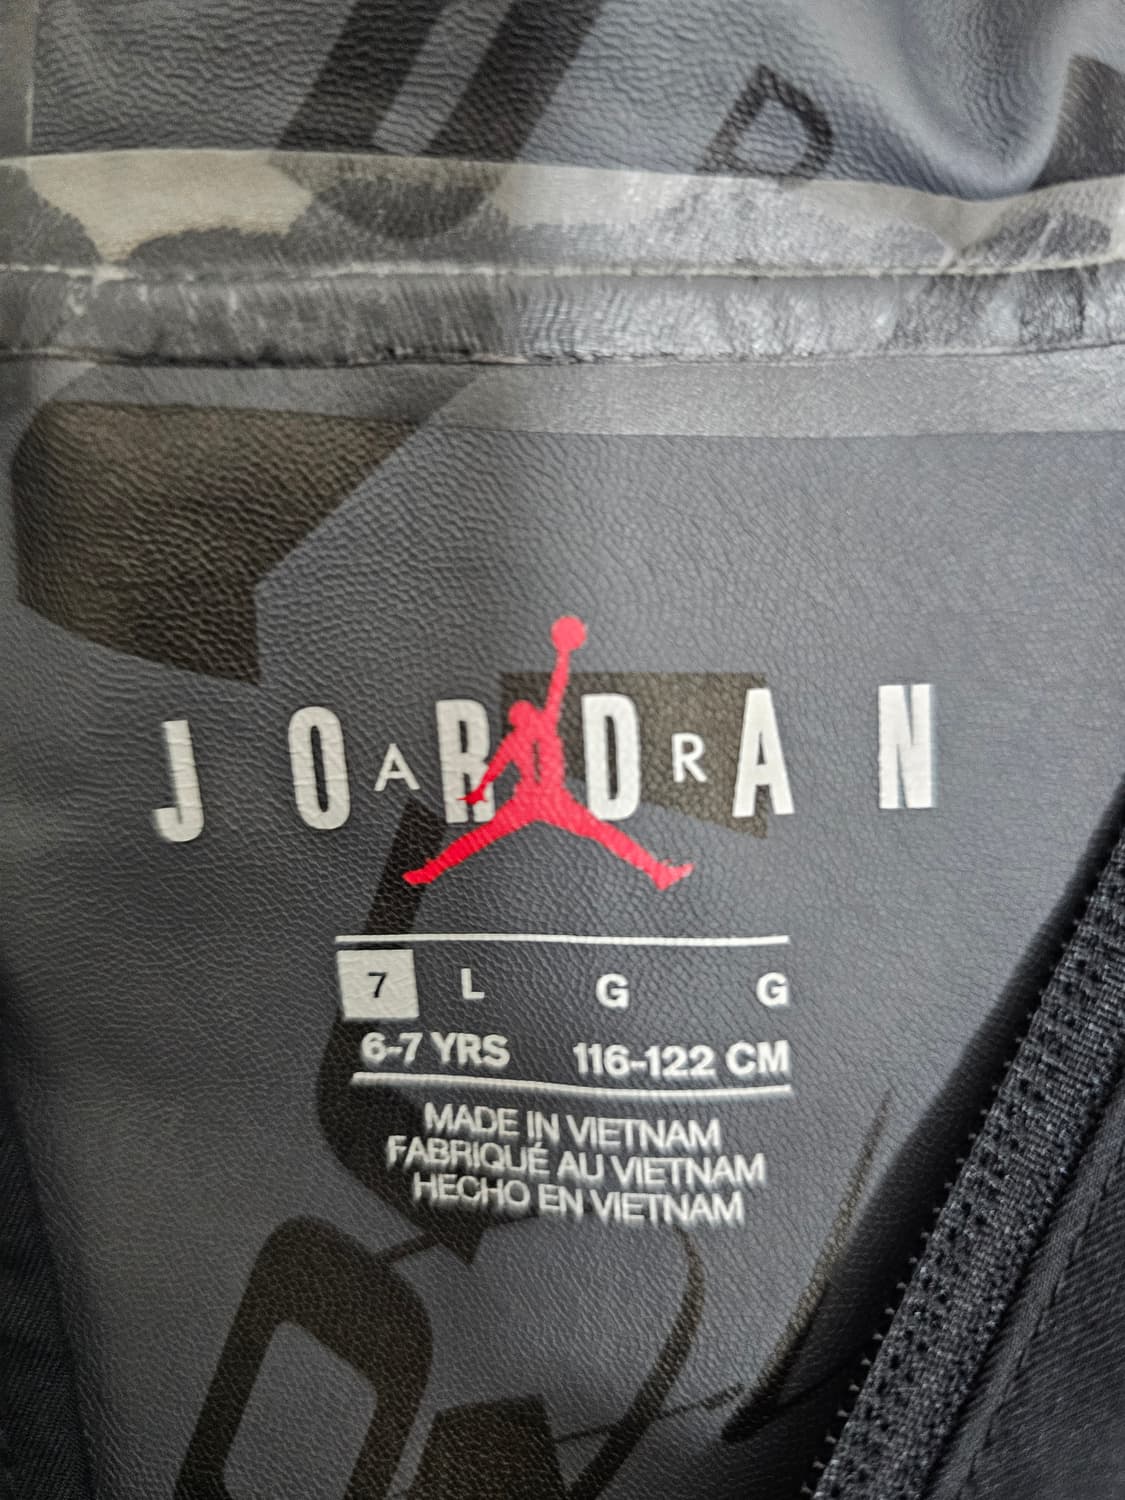 JORDAN
AIR
7 L G G
6-7 YRS 116-122 CM
MADE IN VIETNAM
FABRIQUÉ AU VIETNAM
HECHO EN VIETNAM